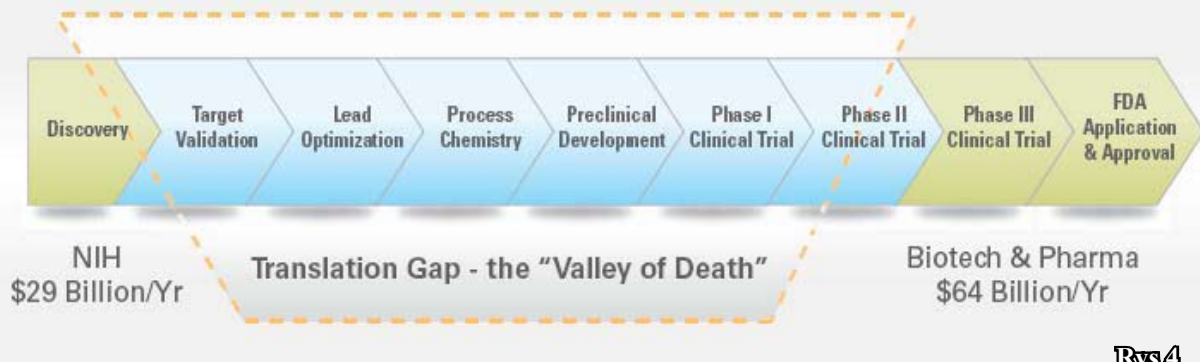 Discovery
Target
Validation
Lead
Optimization
Process
Chemistry
Preclinical
Development
Phase I
Clinical Trial
Phase II
Clinical Trial
Phase III
Clinical Trial
FDA
Application
& Approval
NIH
$29 Billion/Yr
Translation Gap - the “Valley of Death”
Biotech & Pharma
$64 Billion/Yr
Rys4